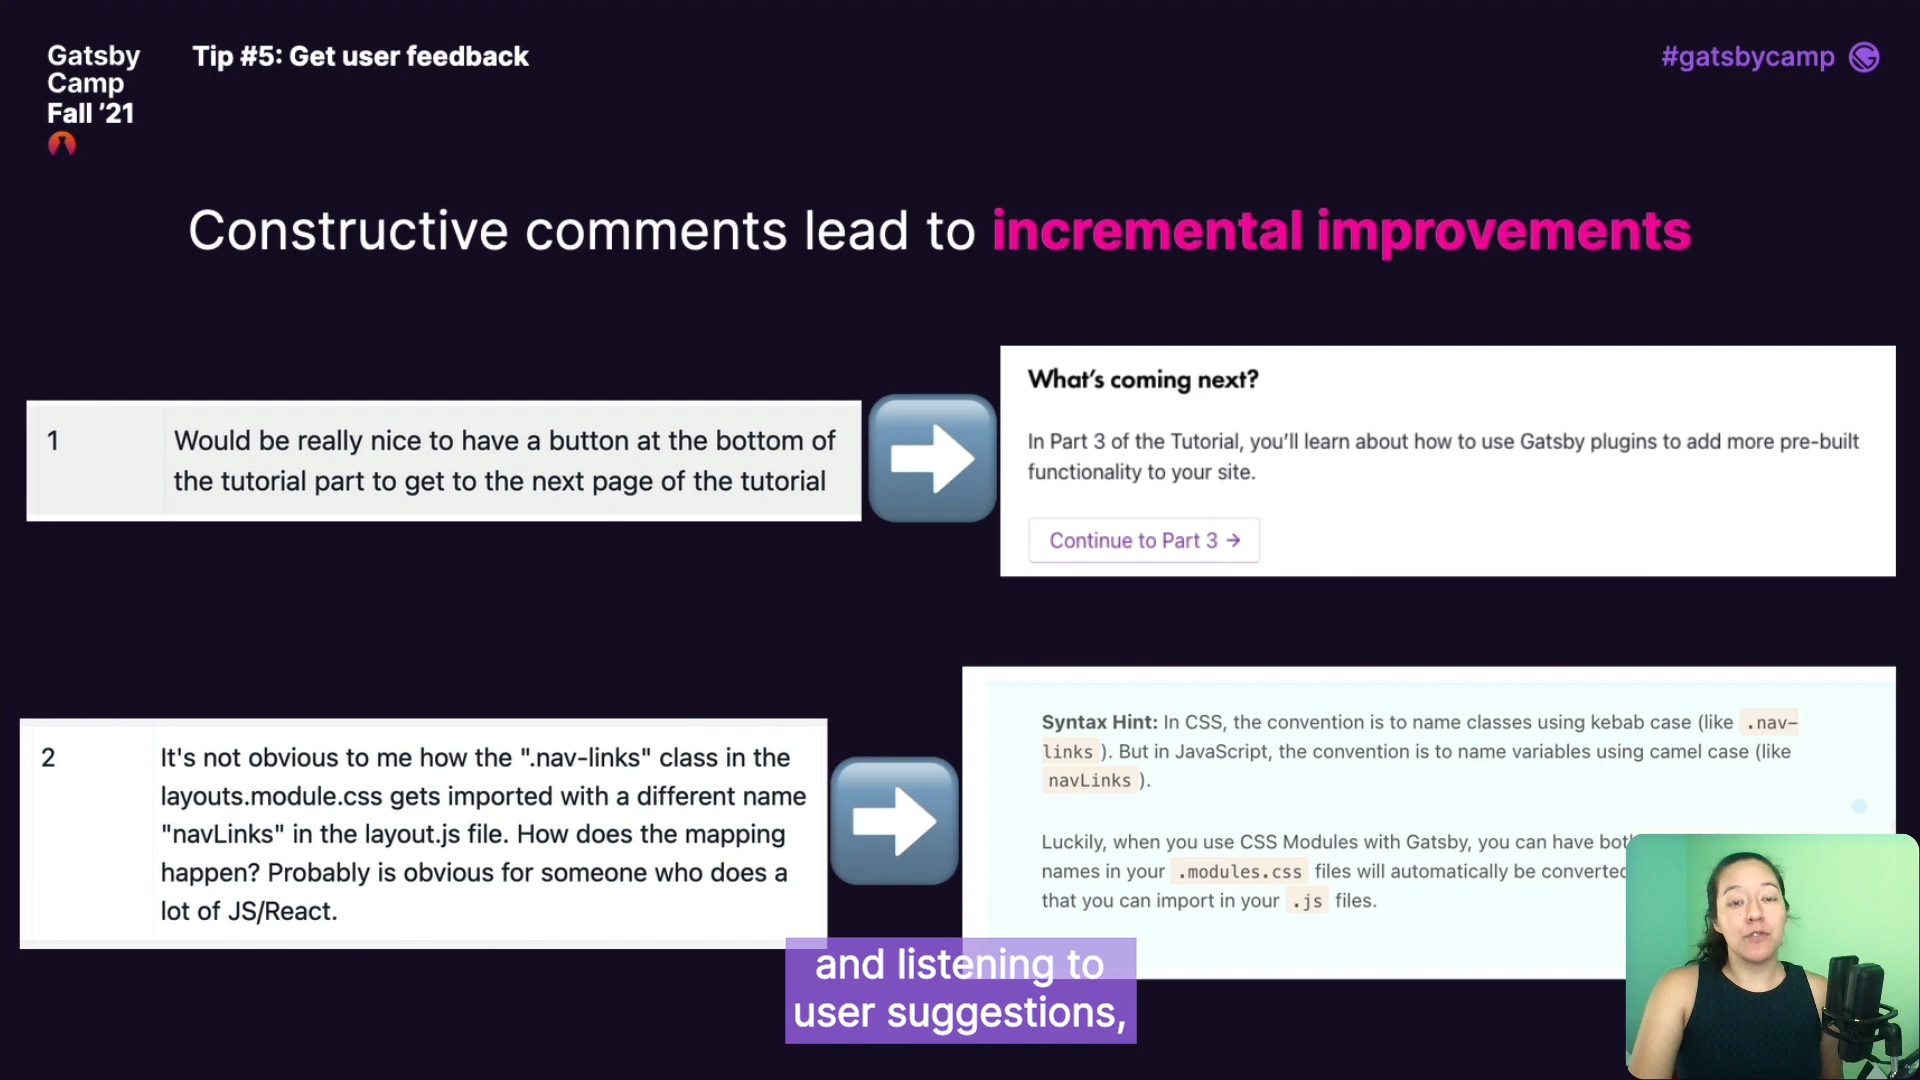 Gatsby
Camp
Fall ’21
Tip #5: Get user feedback
#gatsbycamp
Constructive comments lead to incremental improvements
1
Would be really nice to have a button at the bottom of
the tutorial part to get to the next page of the tutorial
What’s coming next?
In Part 3 of the Tutorial, you’ll learn about how to use Gatsby plugins to add more pre-built
functionality to your site.
Continue to Part 3 →
2
It's not obvious to me how the ".nav-links" class in the
layouts.module.css gets imported with a different name
"navLinks" in the layout.js file. How does the mapping
happen? Probably is obvious for someone who does a
lot of JS/React.
Syntax Hint: In CSS, the convention is to name classes using kebab case (like .nav-
links ). But in JavaScript, the convention is to name variables using camel case (like
navLinks ).
Luckily, when you use CSS Modules with Gatsby, you can have
names in your .modules.css files will automatically be converted
that you can import in your .js files.
and listening to
user suggestions,